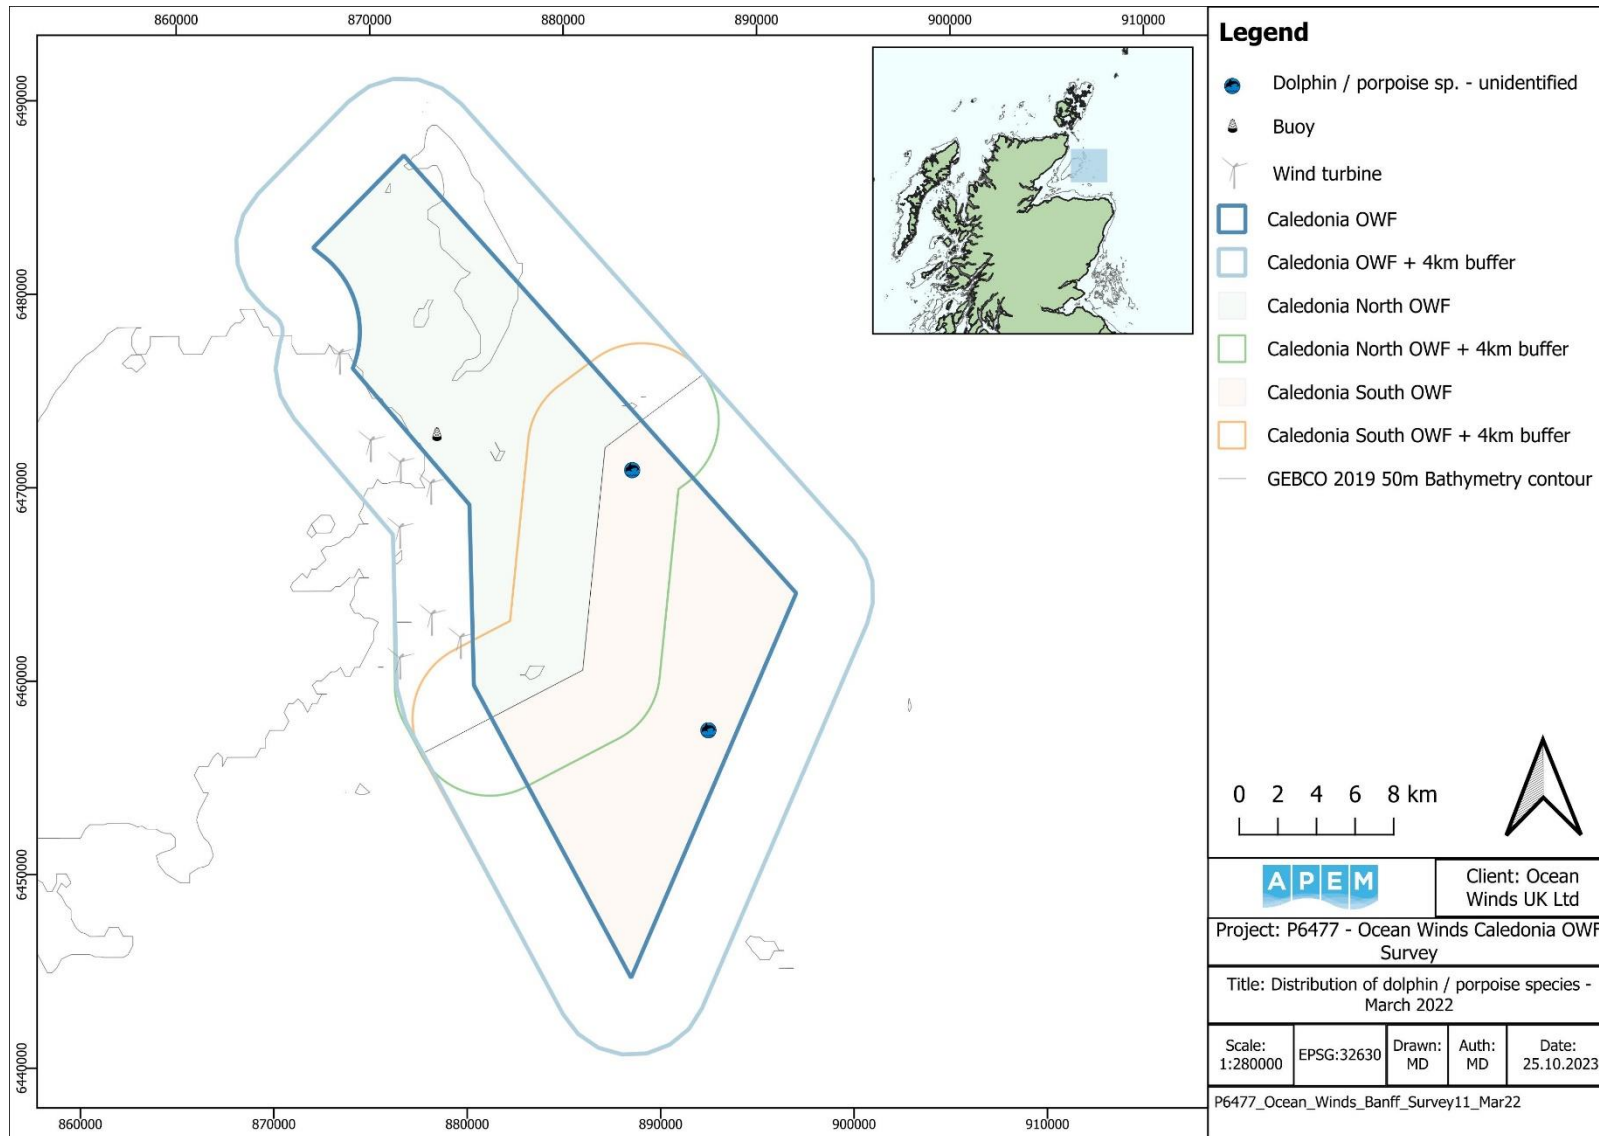 860000 870000 880000 890000 900000 910000
6490000
6480000
6470000
6460000
6450000
6440000
860000 870000 880000 890000 900000 910000
Legend
Dolphin / porpoise sp. - unidentified
Buoy
Wind turbine
Caledonia OWF
Caledonia OWF + 4km buffer
Caledonia North OWF
Caledonia North OWF + 4km buffer
Caledonia South OWF
Caledonia South OWF + 4km buffer
GEBCO 2019 50m Bathymetry contour
0 2 4 6 8 km
APEM
Client: Ocean
Winds UK Ltd
Project: P6477 - Ocean Winds Caledonia OWF
Survey
Title: Distribution of dolphin / porpoise species -
March 2022
Scale:
1:280000
EPSG:32630
Drawn:
MD
Auth:
MD
Date:
25.10.2023
P6477_Ocean_Winds_Banff_Survey11_Mar22